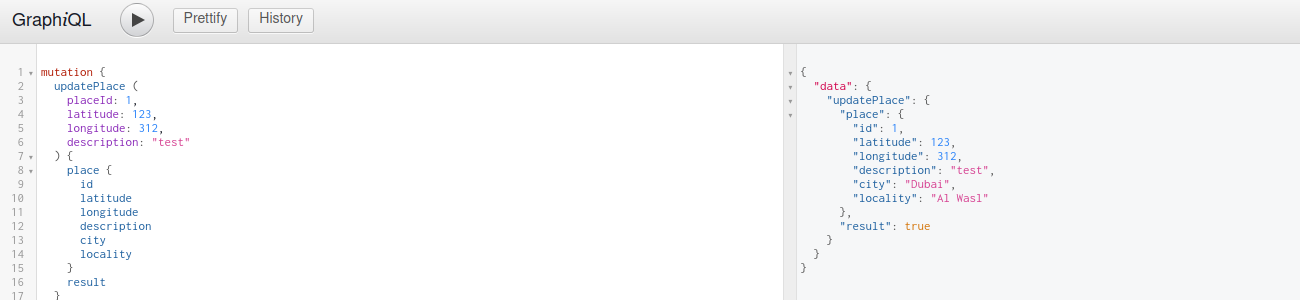 GraphiQL
Prettify
History
1 mutation {
2 updatePlace (
3 placeId: 1,
4 latitude: 123,
5 longitude: 312,
6 description: "test"
7 ) {
8 place {
9 id
10 latitude
11 longitude
12 description
13 city
14 locality
15 }
16 result
17 }
{
"data": {
"updatePlace": {
"place": {
"id": 1,
"latitude": 123,
"longitude": 312,
"description": "test",
"city": "Dubai",
"locality": "Al Wasl"
},
"result": true
}
}
}